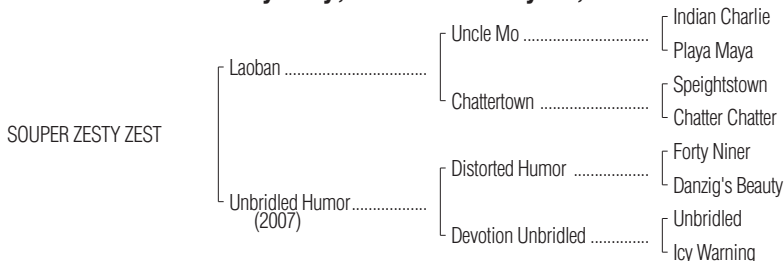 Indian Charlie
Uncle Mo
Playa Maya
Laoban
Speightstown
Chattertown
Chatter Chatter
SOUPER ZESTY ZEST
Forty Niner
Distorted Humor
Danzig's Beauty
Unbridled Humor
(2007)
Unbridled
Devotion Unbridled
Icy Warning